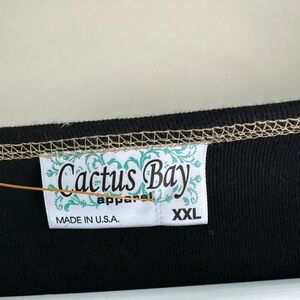 Cactus Bay
apparel
XXL
MADE IN U.S.A.